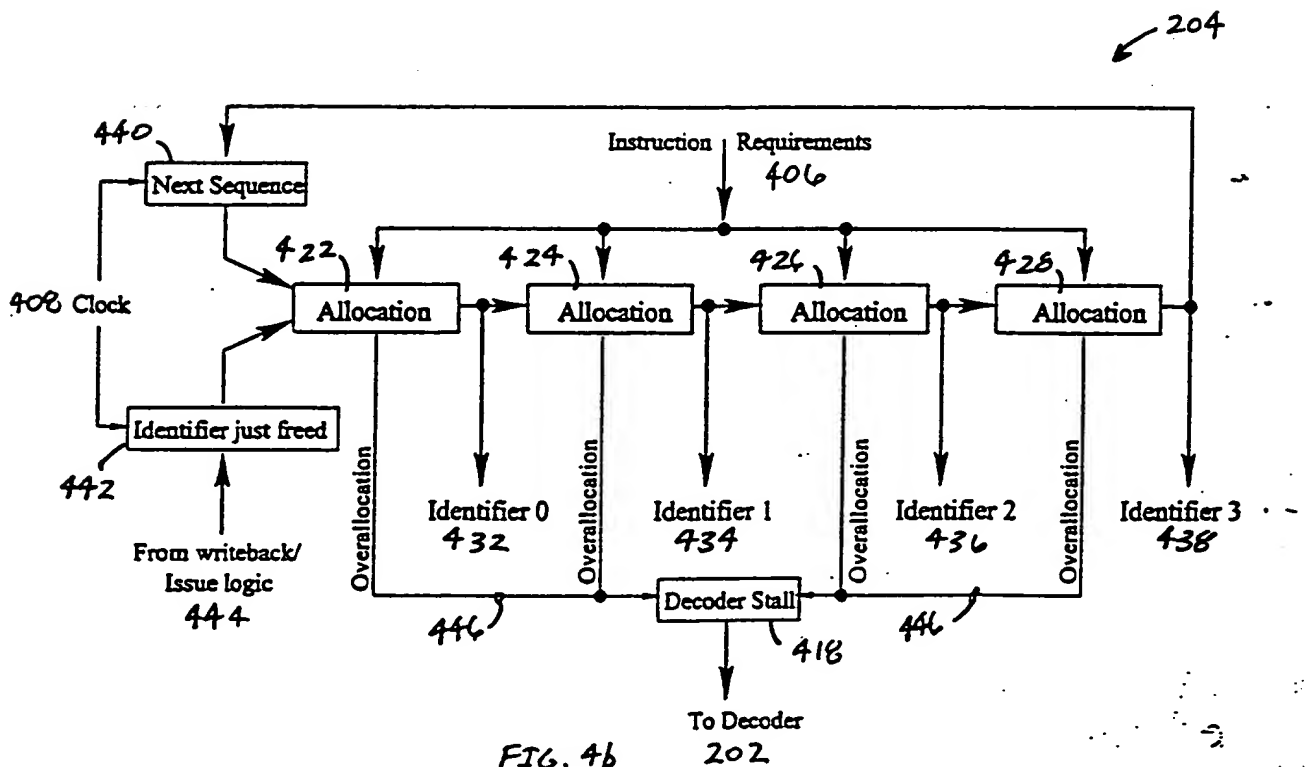 204
440
Next Sequence
Instruction Requirements
406
422
424
426
428
408 Clock
Allocation
Allocation
Allocation
Allocation
Identifier just freed
442
Overallocation
Overallocation
Overallocation
Overallocation
Identifier 0
432
Identifier 1
434
Identifier 2
436
Identifier 3
438
From writeback/
Issue logic
444
446
Decoder Stall
446
418
To Decoder
202
FIG. 4b